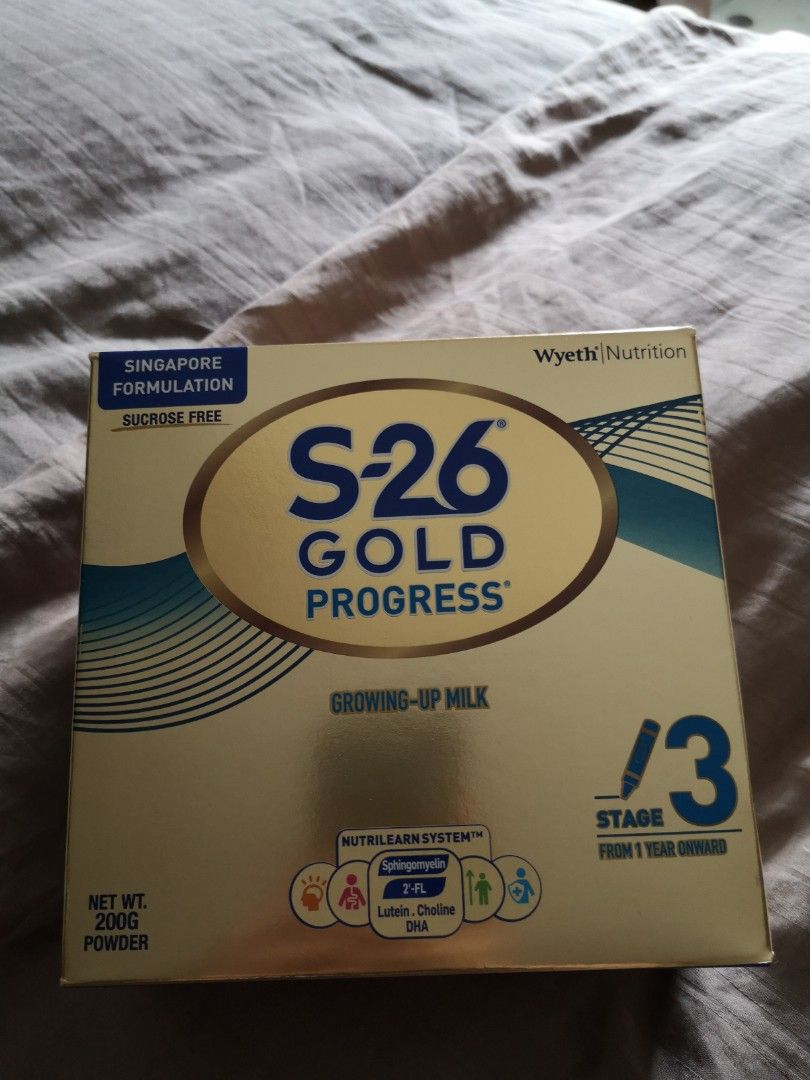 SINGAPORE
FORMULATION
SUCROSE FREE
Wyeth® | Nutrition
S-26®
GOLD
PROGRESS®
GROWING-UP MILK
STAGE 3
FROM 1 YEAR ONWARD
NUTRILEARN SYSTEM™
Sphingomyelin
2'-FL
Lutein . Choline
DHA
NET WT.
200G
POWDER